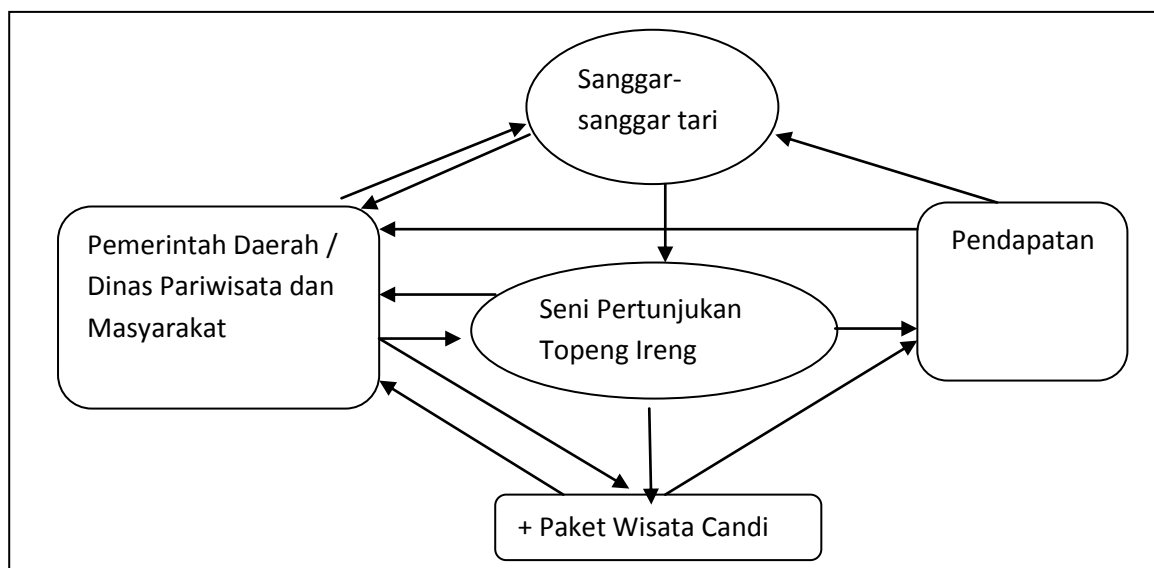 Sanggar-
sanggar tari
Pemerintah Daerah /
Dinas Pariwisata dan
Masyarakat
Pendapatan
Seni Pertunjukan
Topeng Ireng
+ Paket Wisata Candi